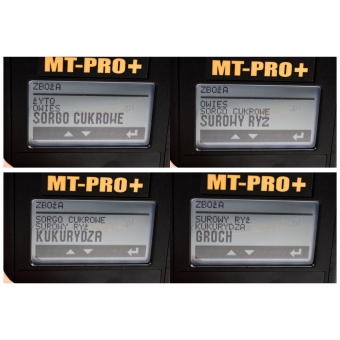 MT-PRO+
ZBOŻA
ŻYTO
OWIES
SORGO CUKROWE
MT-PRO+
ZBOŻA
OWIES
SORGO CUKROWE
SUROWY RYŻ
MT-PRO+
ZBOŻA
SORGO CUKROWE
SUROWY RYŻ
KUKURYDZA
MT-PRO+
ZBOŻA
SUROWY RYŻ
KUKURYDZA
GROCH